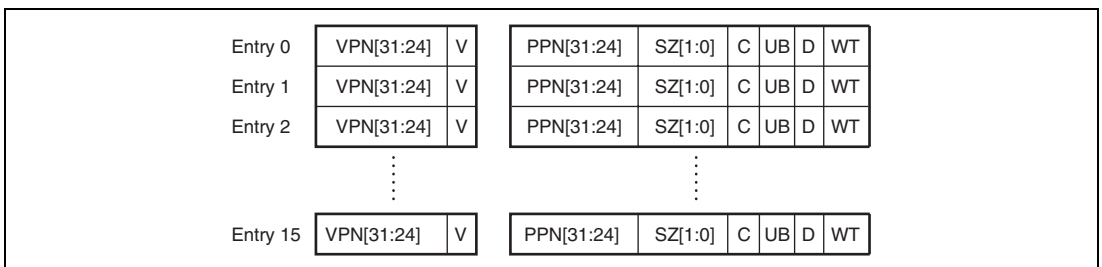 Entry 0 VPN[31:24] V PPN[31:24] SZ[1:0] C UB D WT
Entry 1 VPN[31:24] V PPN[31:24] SZ[1:0] C UB D WT
Entry 2 VPN[31:24] V PPN[31:24] SZ[1:0] C UB D WT
Entry 15 VPN[31:24] V PPN[31:24] SZ[1:0] C UB D WT